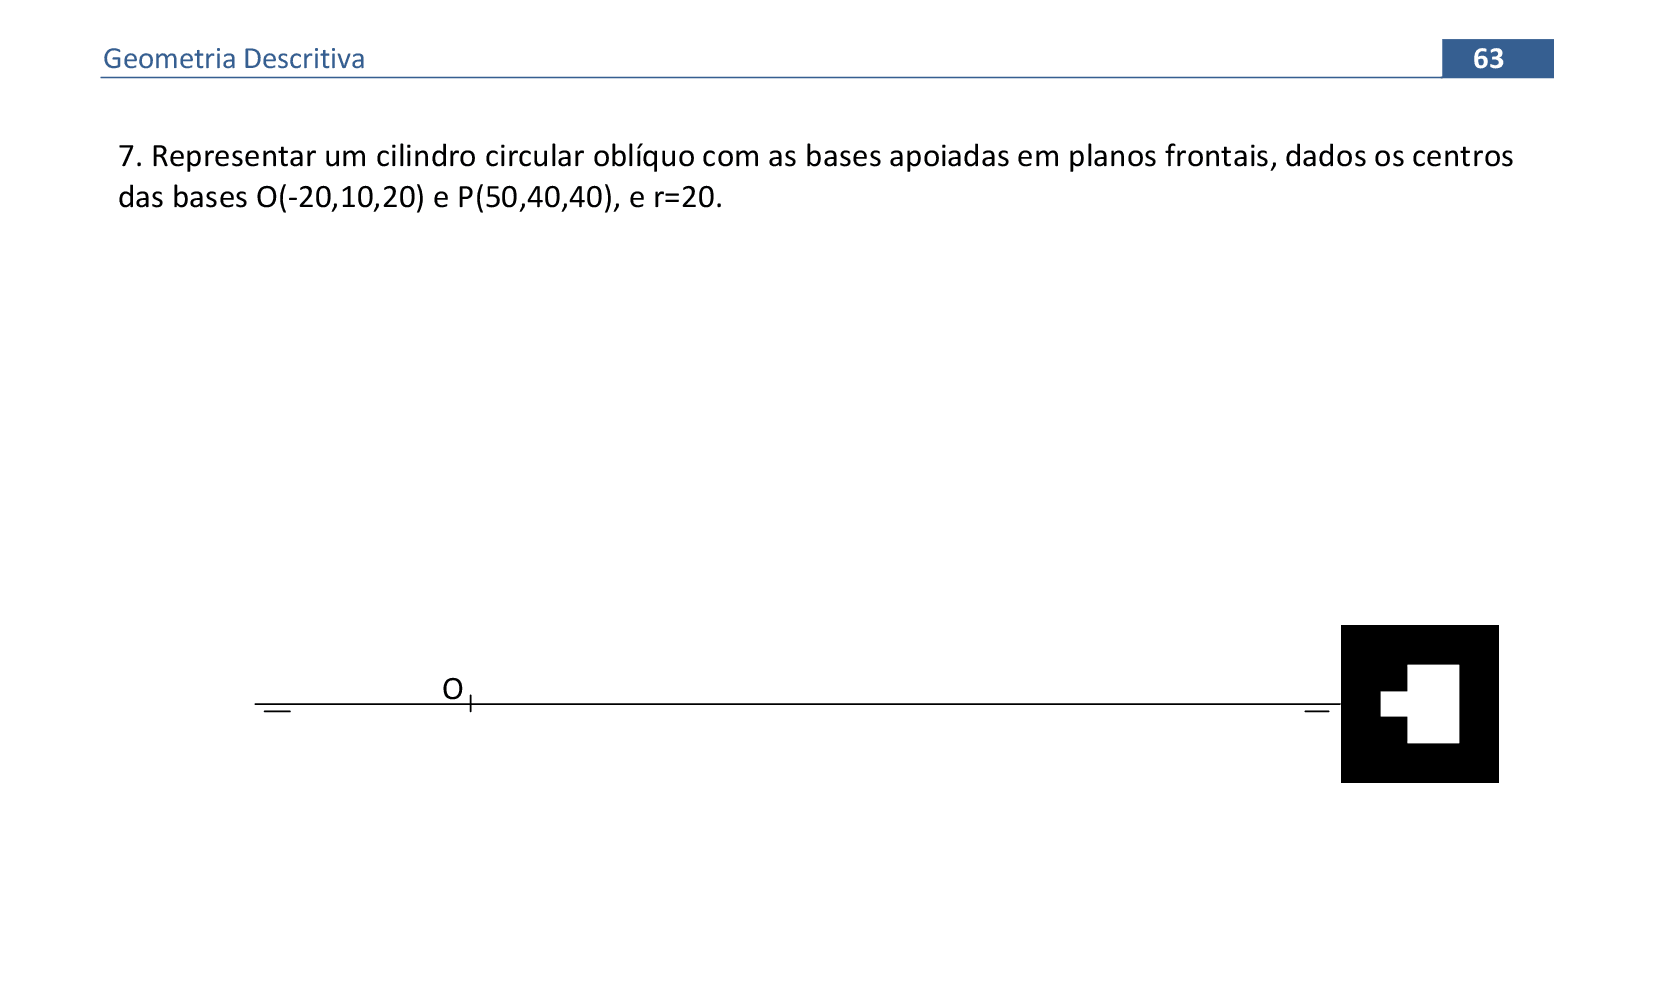 Geometria Descritiva 63
7. Representar um cilindro circular oblíquo com as bases apoiadas em planos frontais, dados os centros
das bases O(-20,10,20) e P(50,40,40), e r=20.
O